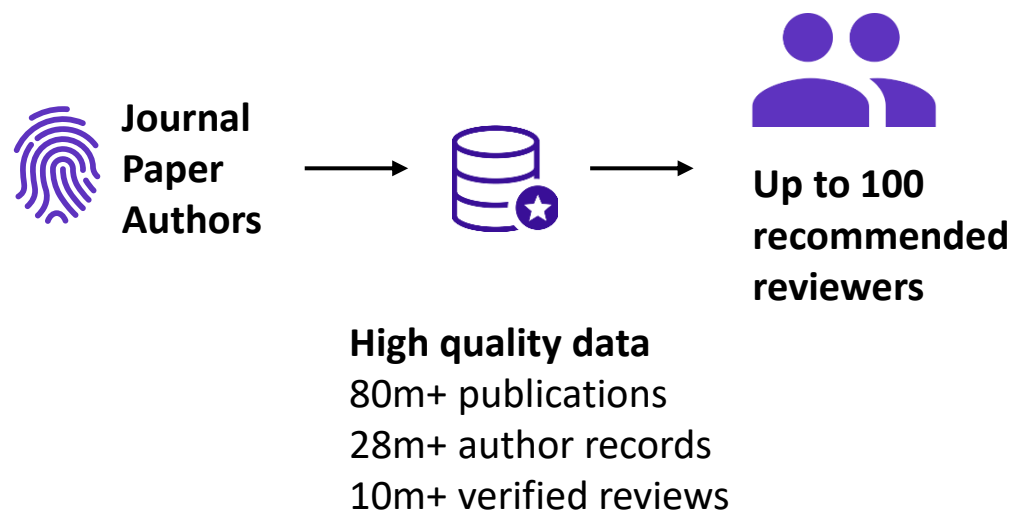 Journal
Paper
Authors
Up to 100
recommended
reviewers
High quality data
80m+ publications
28m+ author records
10m+ verified reviews